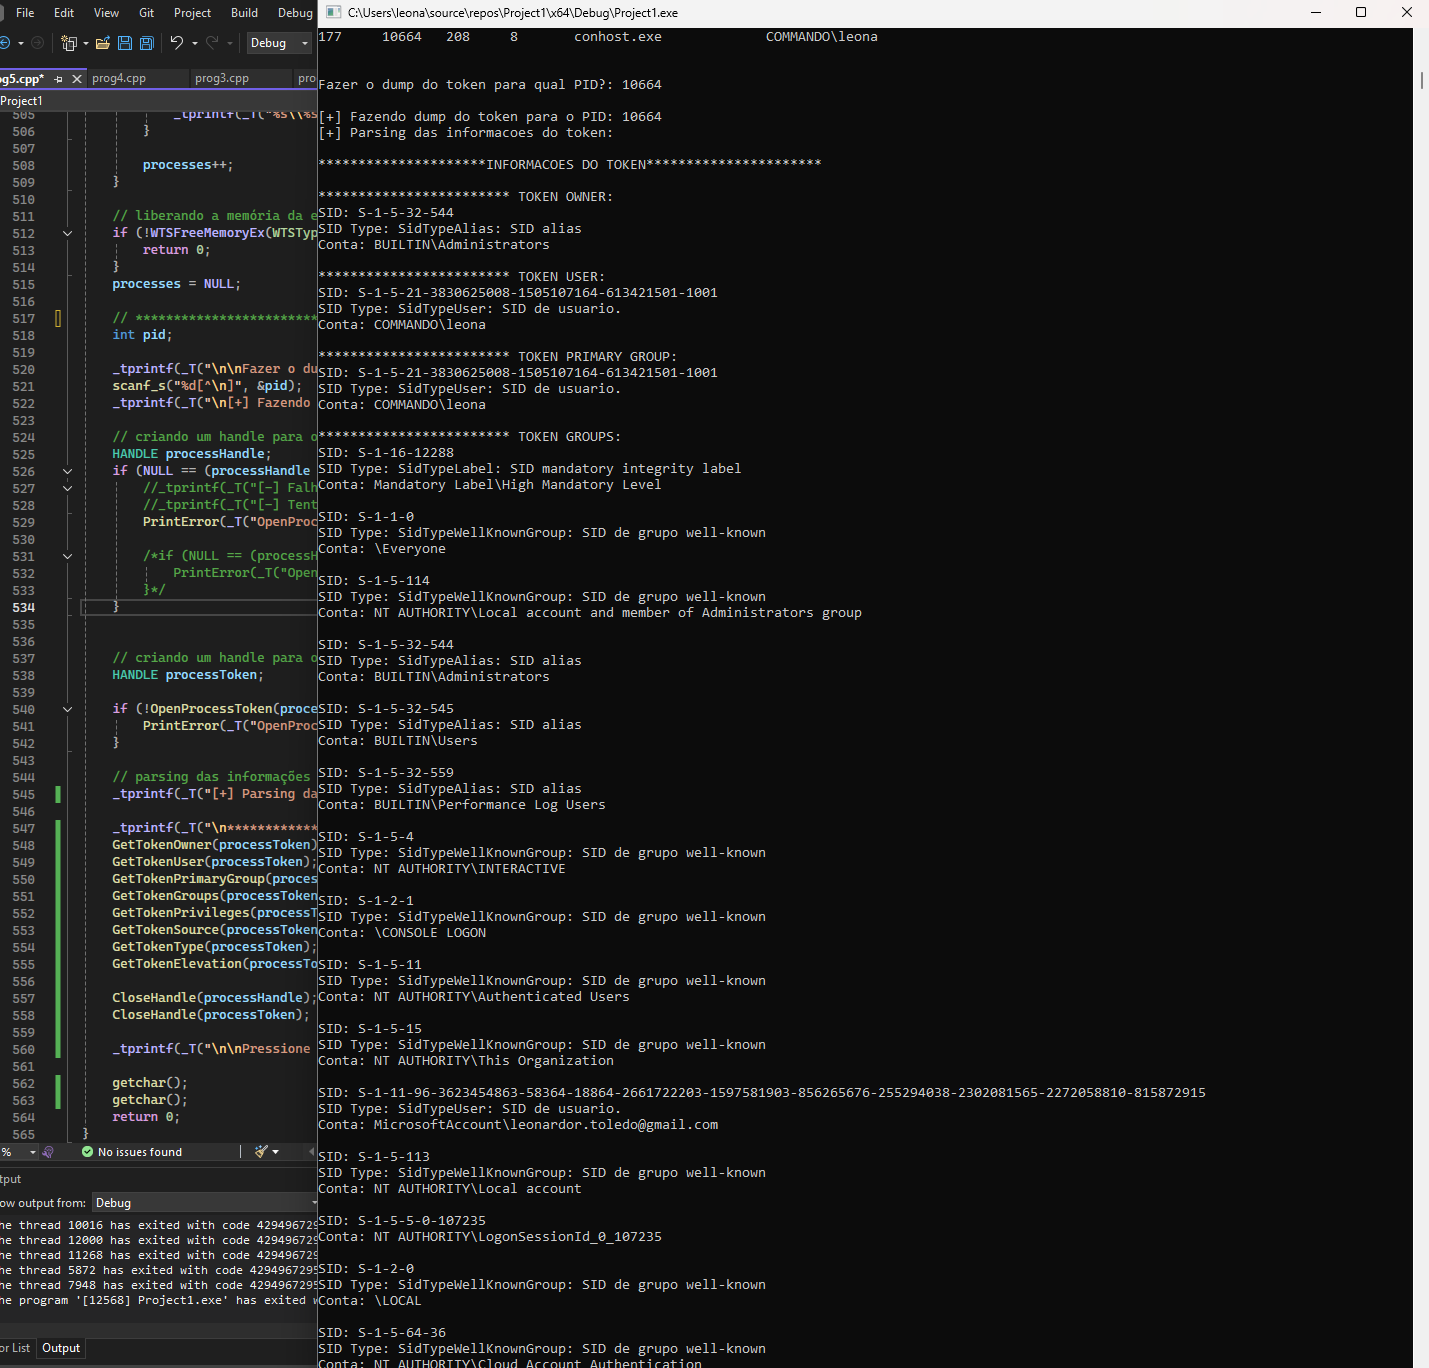 File Edit View Git Project Build Debug
Debug
g5.cpp* prog4.cpp prog3.cpp pro
Project1
505 _tprintf(_T("%s\\%s
506 }
507
508 processes++;
509 }
510
511 // liberando a memória da e
512 if (!WTSFreeMemoryEx(WTSTyp
513 return 0;
514 }
515 processes = NULL;
516
517 // ************************
518 int pid;
519
520 _tprintf(_T("\n\nFazer o du
521 scanf_s("%d[^\n]", &pid);
522 _tprintf(_T("\n[+] Fazendo
523
524 // criando um handle para o
525 HANDLE processHandle;
526 if (NULL == (processHandle
527 //_tprintf(_T("[-] Falh
528 //_tprintf(_T("[-] Tent
529 PrintError(_T("OpenProc
530
531 /*if (NULL == (processH
532 PrintError(_T("Open
533 }*/
534 }
535
536
537 // criando um handle para o
538 HANDLE processToken;
539
540 if (!OpenProcessToken(proce
541 PrintError(_T("OpenProc
542 }
543
544 // parsing das informações
545 _tprintf(_T("[+] Parsing da
546
547 _tprintf(_T("\n************
548 GetTokenOwner(processToken)
549 GetTokenUser(processToken);
550 GetTokenPrimaryGroup(proces
551 GetTokenGroups(processToken
552 GetTokenPrivileges(processT
553 GetTokenSource(processToken
554 GetTokenType(processToken);
555 GetTokenElevation(processTo
556
557 CloseHandle(processHandle);
558 CloseHandle(processToken);
559
560 _tprintf(_T("\n\nPressione
561
562 getchar();
563 getchar();
564 return 0;
565 }
% No issues found
tput
ow output from: Debug
he thread 10016 has exited with code 429496729
he thread 12000 has exited with code 429496729
he thread 11268 has exited with code 429496729
he thread 5872 has exited with code 4294967295
he thread 7948 has exited with code 4294967295
he program '[12568] Project1.exe' has exited w
or List Output
C:\Users\leona\source\repos\Project1\x64\Debug\Project1.exe
177 10664 208 8 conhost.exe COMMANDO\leona
Fazer o dump do token para qual PID?: 10664
[+] Fazendo dump do token para o PID: 10664
[+] Parsing das informacoes do token:
*********************INFORMACOES DO TOKEN**********************
************************ TOKEN OWNER:
SID: S-1-5-32-544
SID Type: SidTypeAlias: SID alias
Conta: BUILTIN\Administrators
************************ TOKEN USER:
SID: S-1-5-21-3830625008-1505107164-613421501-1001
SID Type: SidTypeUser: SID de usuario.
Conta: COMMANDO\leona
************************ TOKEN PRIMARY GROUP:
SID: S-1-5-21-3830625008-1505107164-613421501-1001
SID Type: SidTypeUser: SID de usuario.
Conta: COMMANDO\leona
************************ TOKEN GROUPS:
SID: S-1-16-12288
SID Type: SidTypeLabel: SID mandatory integrity label
Conta: Mandatory Label\High Mandatory Level
SID: S-1-1-0
SID Type: SidTypeWellKnownGroup: SID de grupo well-known
Conta: \Everyone
SID: S-1-5-114
SID Type: SidTypeWellKnownGroup: SID de grupo well-known
Conta: NT AUTHORITY\Local account and member of Administrators group
SID: S-1-5-32-544
SID Type: SidTypeAlias: SID alias
Conta: BUILTIN\Administrators
SID: S-1-5-32-545
SID Type: SidTypeAlias: SID alias
Conta: BUILTIN\Users
SID: S-1-5-32-559
SID Type: SidTypeAlias: SID alias
Conta: BUILTIN\Performance Log Users
SID: S-1-5-4
SID Type: SidTypeWellKnownGroup: SID de grupo well-known
Conta: NT AUTHORITY\INTERACTIVE
SID: S-1-2-1
SID Type: SidTypeWellKnownGroup: SID de grupo well-known
Conta: \CONSOLE LOGON
SID: S-1-5-11
SID Type: SidTypeWellKnownGroup: SID de grupo well-known
Conta: NT AUTHORITY\Authenticated Users
SID: S-1-5-15
SID Type: SidTypeWellKnownGroup: SID de grupo well-known
Conta: NT AUTHORITY\This Organization
SID: S-1-11-96-3623454863-58364-18864-2661722203-1597581903-856265676-255294038-2302081565-2272058810-815872915
SID Type: SidTypeUser: SID de usuario.
Conta: MicrosoftAccount\leonardor.toledo@gmail.com
SID: S-1-5-113
SID Type: SidTypeWellKnownGroup: SID de grupo well-known
Conta: NT AUTHORITY\Local account
SID: S-1-5-5-0-107235
Conta: NT AUTHORITY\LogonSessionId_0_107235
SID: S-1-2-0
SID Type: SidTypeWellKnownGroup: SID de grupo well-known
Conta: \LOCAL
SID: S-1-5-64-36
SID Type: SidTypeWellKnownGroup: SID de grupo well-known
Conta: NT AUTHORITY\Cloud Account Authentication